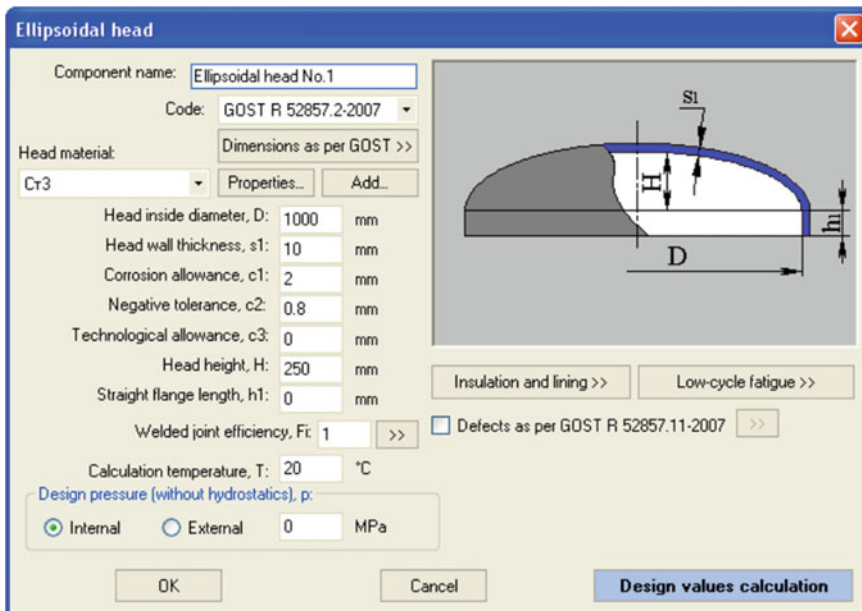 Ellipsoidal head
Component name: Ellipsoidal head No.1
Code: GOST R 52857.2-2007
Dimensions as per GOST >>
Head material:
Ст3
Properties... Add...
Head inside diameter, D: 1000 mm
Head wall thickness, s1: 10 mm
Corrosion allowance, c1: 2 mm
Negative tolerance, c2: 0.8 mm
Technological allowance, c3: 0 mm
Head height, H: 250 mm
Straight flange length, h1: 0 mm
Welded joint efficiency, Fi: 1 >>
Calculation temperature, T: 20 °C
Design pressure (without hydrostatics), p:
Internal External 0 MPa
s1
H
h1
D
Insulation and lining >> Low-cycle fatigue >>
Defects as per GOST R 52857.11-2007 >>
OK Cancel Design values calculation